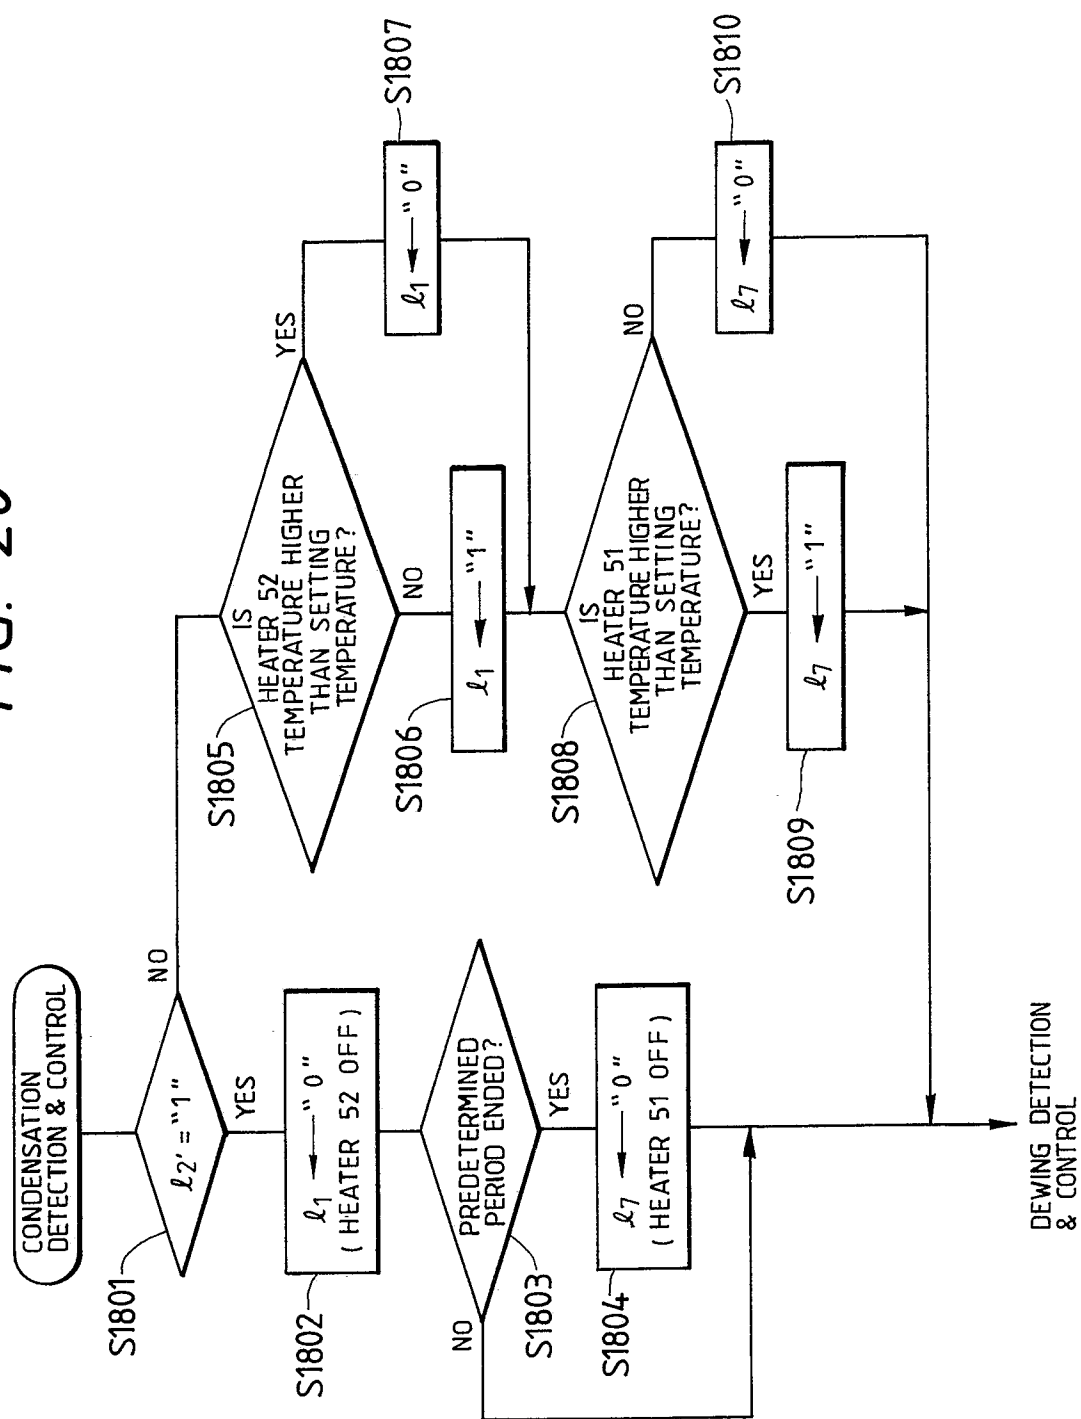 CONDENSATION
DETECTION & CONTROL
S1801
ℓ2' = "1"
NO
YES
S1802
ℓ1 ← "0"
(HEATER 52 OFF)
PREDETERMINED
PERIOD ENDED?
S1803
NO
YES
S1804
ℓ7 ← "0"
(HEATER 51 OFF)
S1805
IS
HEATER 52
TEMPERATURE HIGHER
THAN SETTING
TEMPERATURE?
YES
NO
S1807
ℓ1 ← "0"
S1806
ℓ1 ← "1"
S1808
IS
HEATER 51
TEMPERATURE HIGHER
THAN SETTING
TEMPERATURE?
NO
YES
S1810
ℓ7 ← "0"
S1809
ℓ7 ← "1"
DEWING DETECTION
& CONTROL